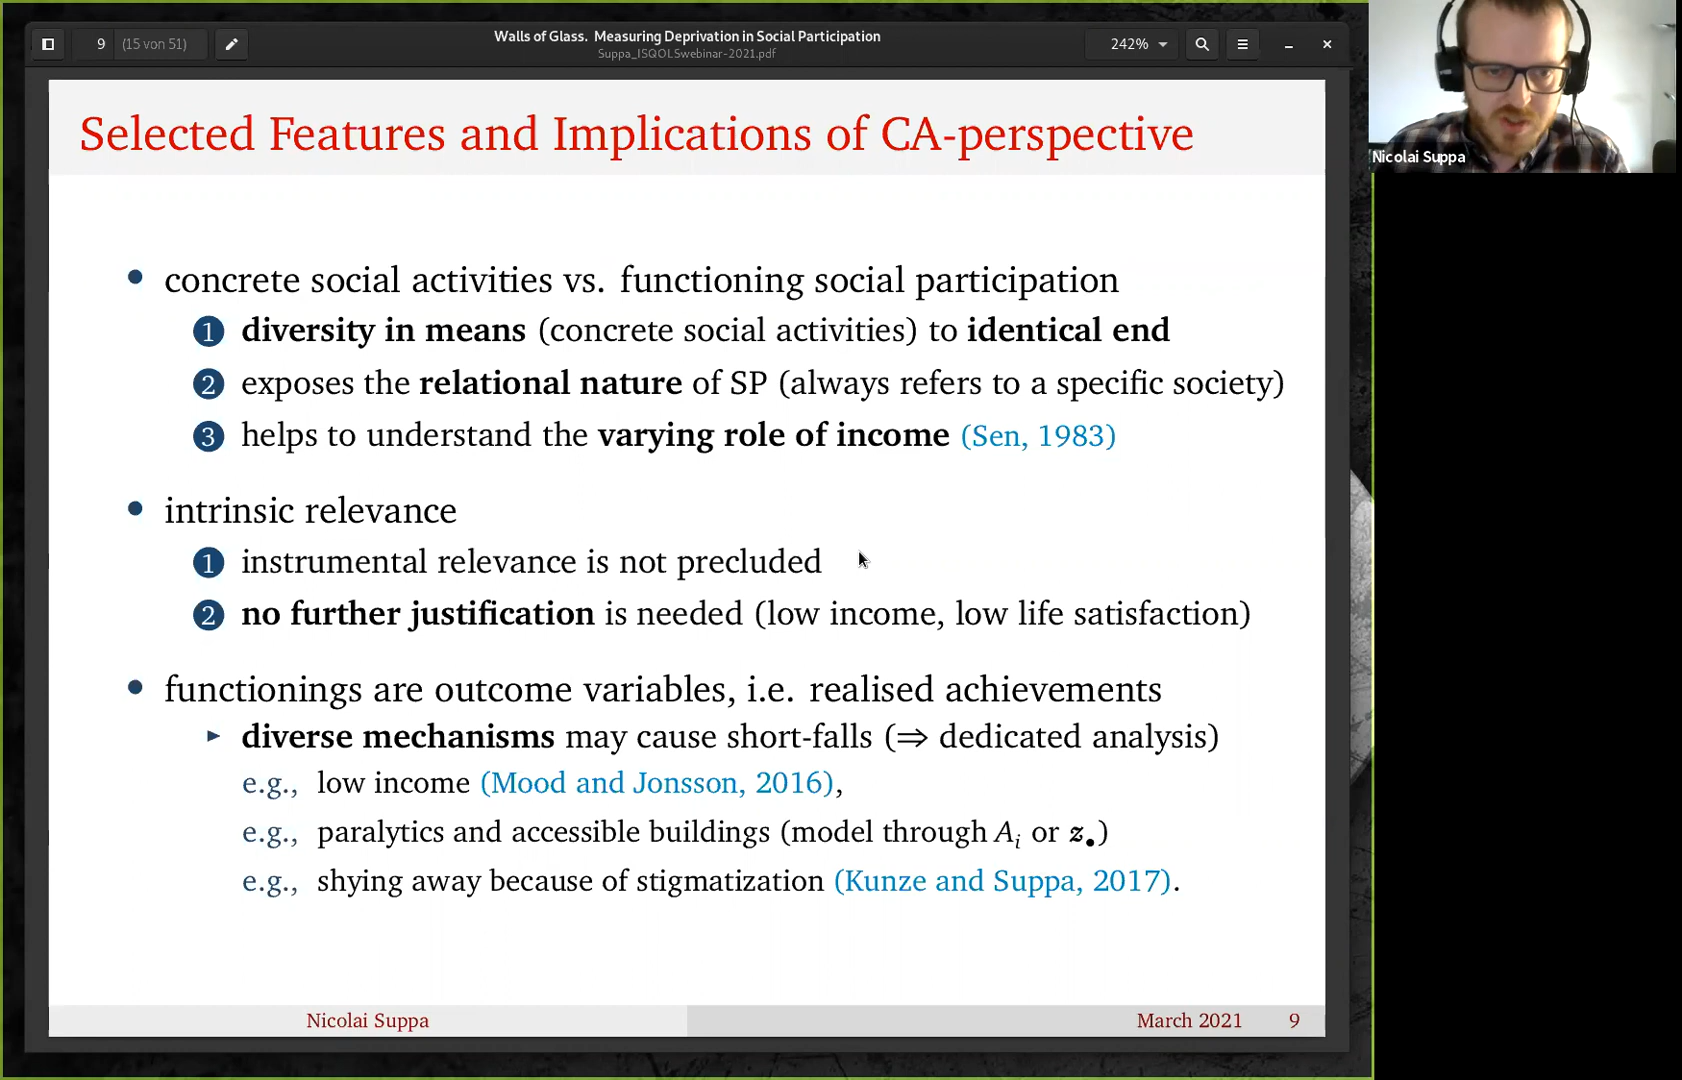 9 (15 von 51)
Walls of Glass. Measuring Deprivation in Social Participation
Suppa_ISQOLSwebinar-2021.pdf
242%
Nicolai Suppa
Selected Features and Implications of CA-perspective
• concrete social activities vs. functioning social participation
1 diversity in means (concrete social activities) to identical end
2 exposes the relational nature of SP (always refers to a specific society)
3 helps to understand the varying role of income (Sen, 1983)
• intrinsic relevance
1 instrumental relevance is not precluded
2 no further justification is needed (low income, low life satisfaction)
• functionings are outcome variables, i.e. realised achievements
▸ diverse mechanisms may cause short-falls (⇒ dedicated analysis)
e.g., low income (Mood and Jonsson, 2016),
e.g., paralytics and accessible buildings (model through Aᵢ or z•)
e.g., shying away because of stigmatization (Kunze and Suppa, 2017).
Nicolai Suppa March 2021 9